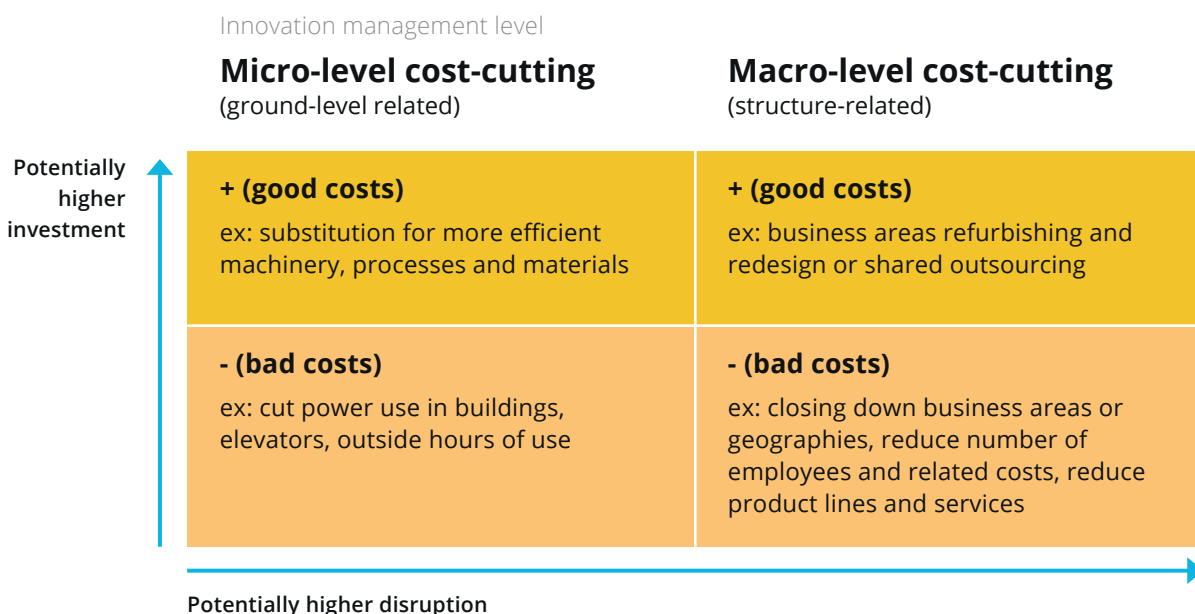 Innovation management level
Micro-level cost-cutting
(ground-level related)
Macro-level cost-cutting
(structure-related)
Potentially
higher
investment
+ (good costs)
ex: substitution for more efficient
machinery, processes and materials
+ (good costs)
ex: business areas refurbishing and
redesign or shared outsourcing
- (bad costs)
ex: cut power use in buildings,
elevators, outside hours of use
- (bad costs)
ex: closing down business areas or
geographies, reduce number of
employees and related costs, reduce
product lines and services
Potentially higher disruption